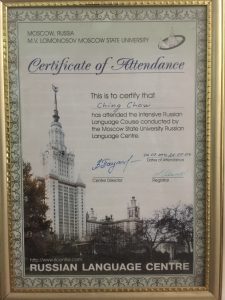 MOSCOW, RUSSIA
M.V. LOMONOSOV MOSCOW STATE UNIVERSITY
Certificate of Attendance
This is to certify that
Ching Chow
has attended the Intensive Russian
Language Course conducted by
the Moscow State University Russian
Language Centre.
Dates of Attendance
Centre Director
Registrar
RUSSIAN LANGUAGE CENTRE